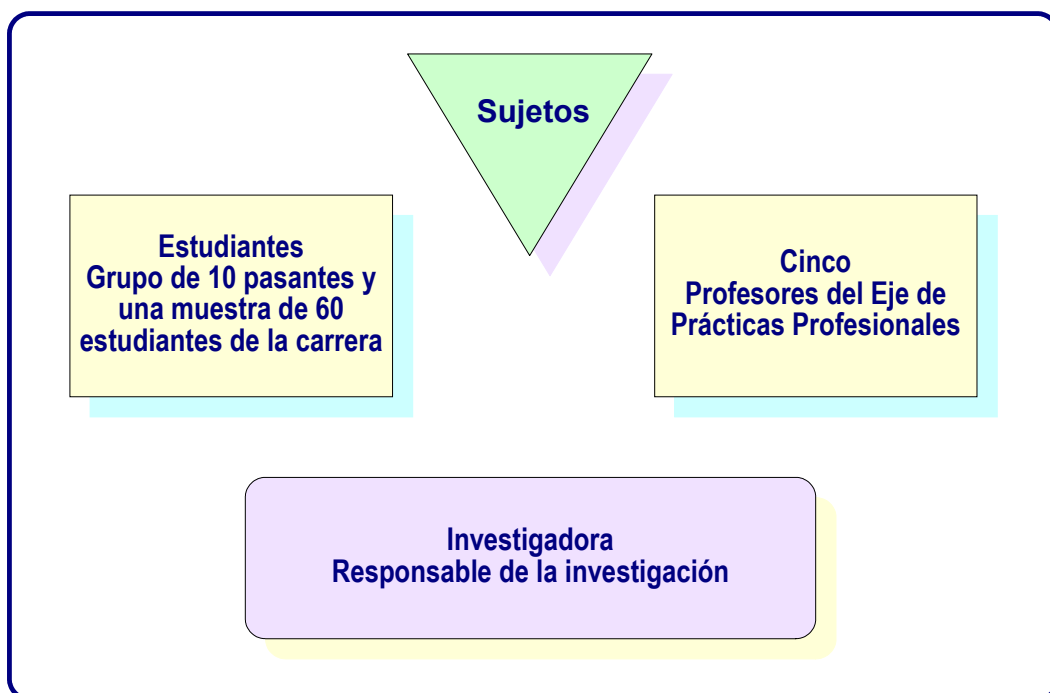 Sujetos
Estudiantes
Grupo de 10 pasantes y
una muestra de 60
estudiantes de la carrera
Cinco
Profesores del Eje de
Prácticas Profesionales
Investigadora
Responsable de la investigación